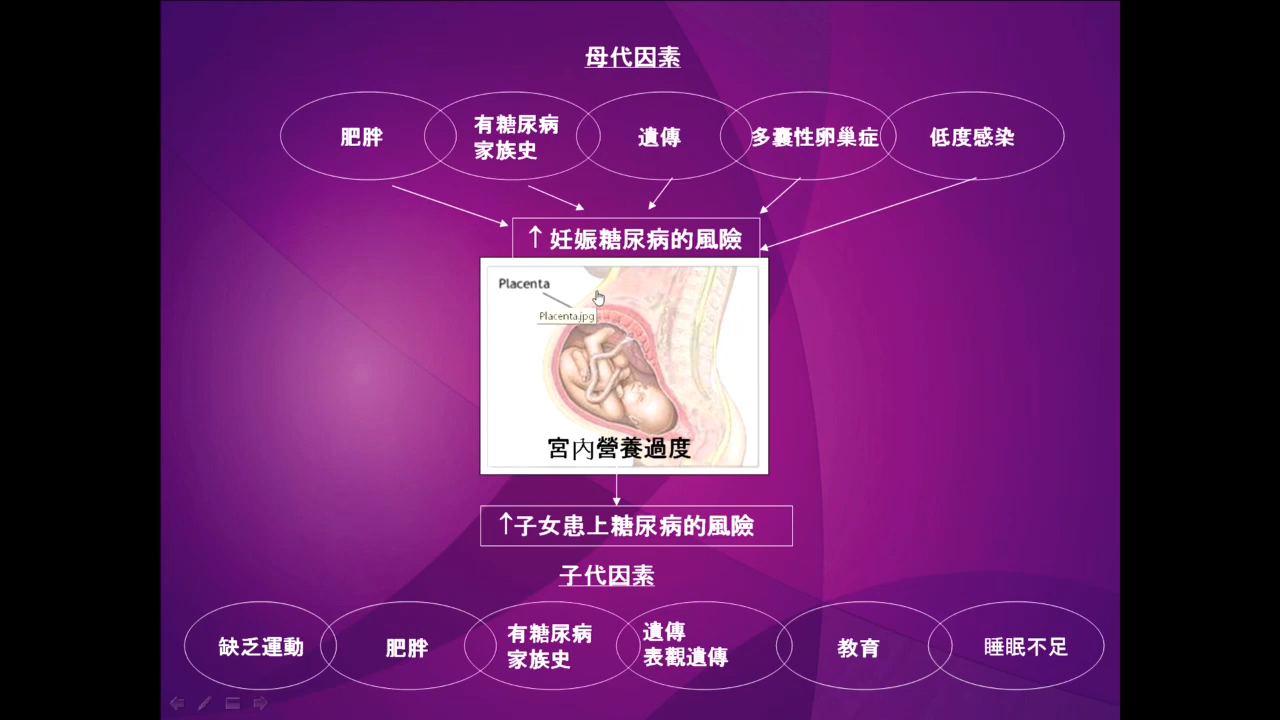 母代因素
肥胖
有糖尿病
家族史
遺傳
多囊性卵巢症
低度感染
↑妊娠糖尿病的風險
Placenta
Placenta.jpg
宮內營養過度
↑子女患上糖尿病的風險
子代因素
缺乏運動
肥胖
有糖尿病
家族史
遺傳
表觀遺傳
教育
睡眠不足